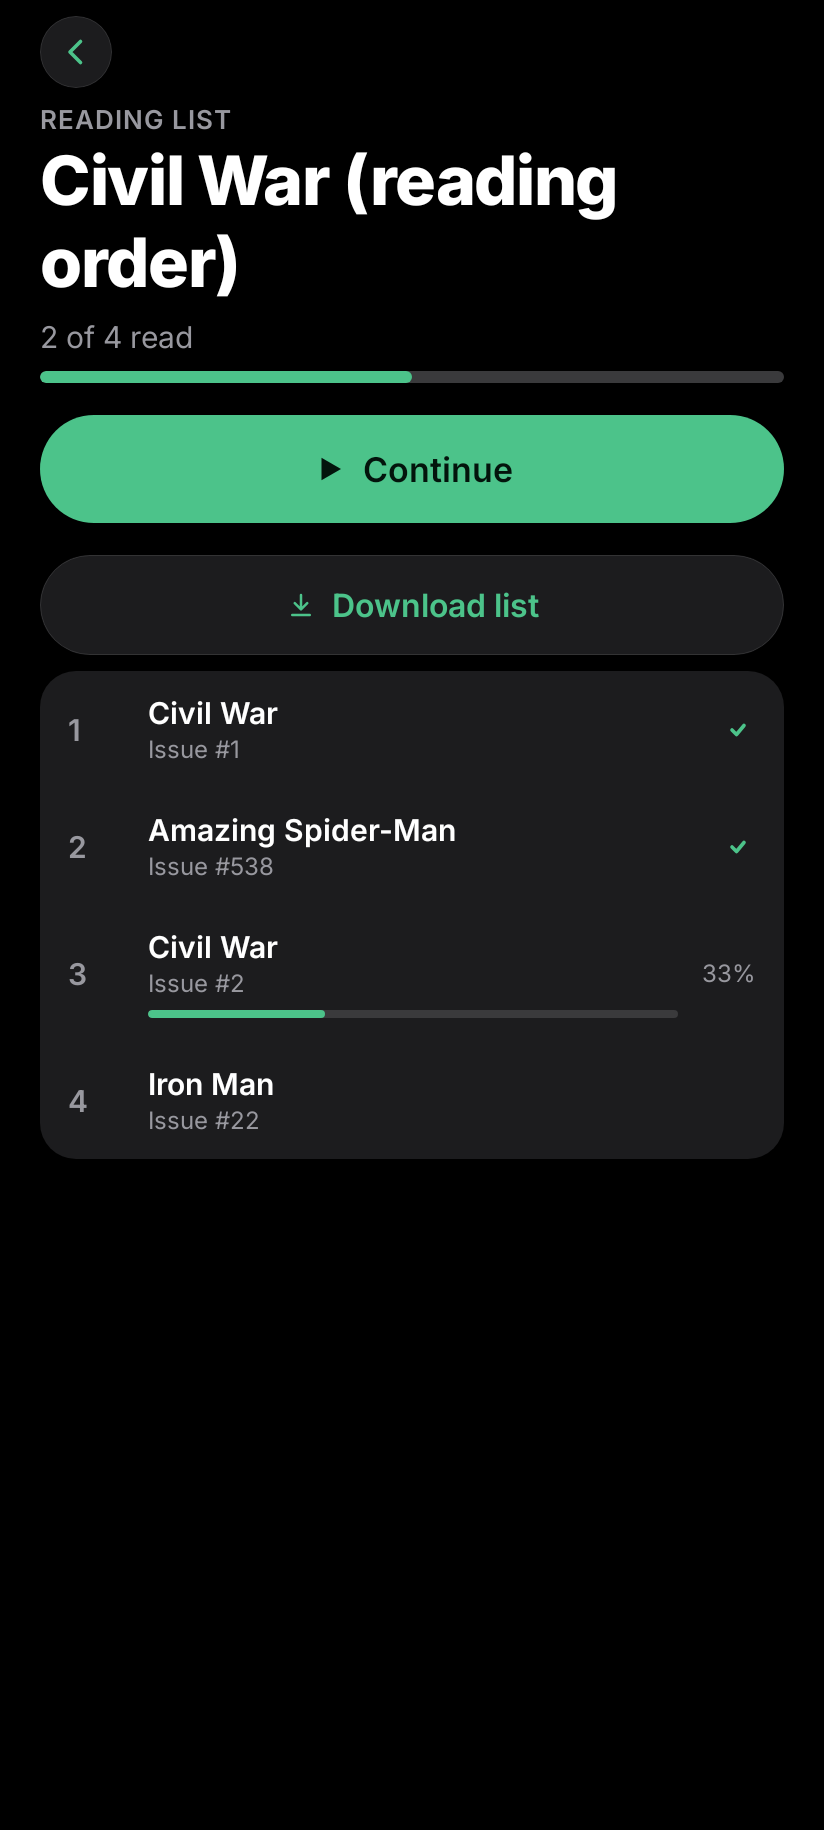 READING LIST
Civil War (reading
order)
2 of 4 read
Continue
Download list
1
Civil War
Issue #1
2
Amazing Spider-Man
Issue #538
3
Civil War
Issue #2
33%
4
Iron Man
Issue #22